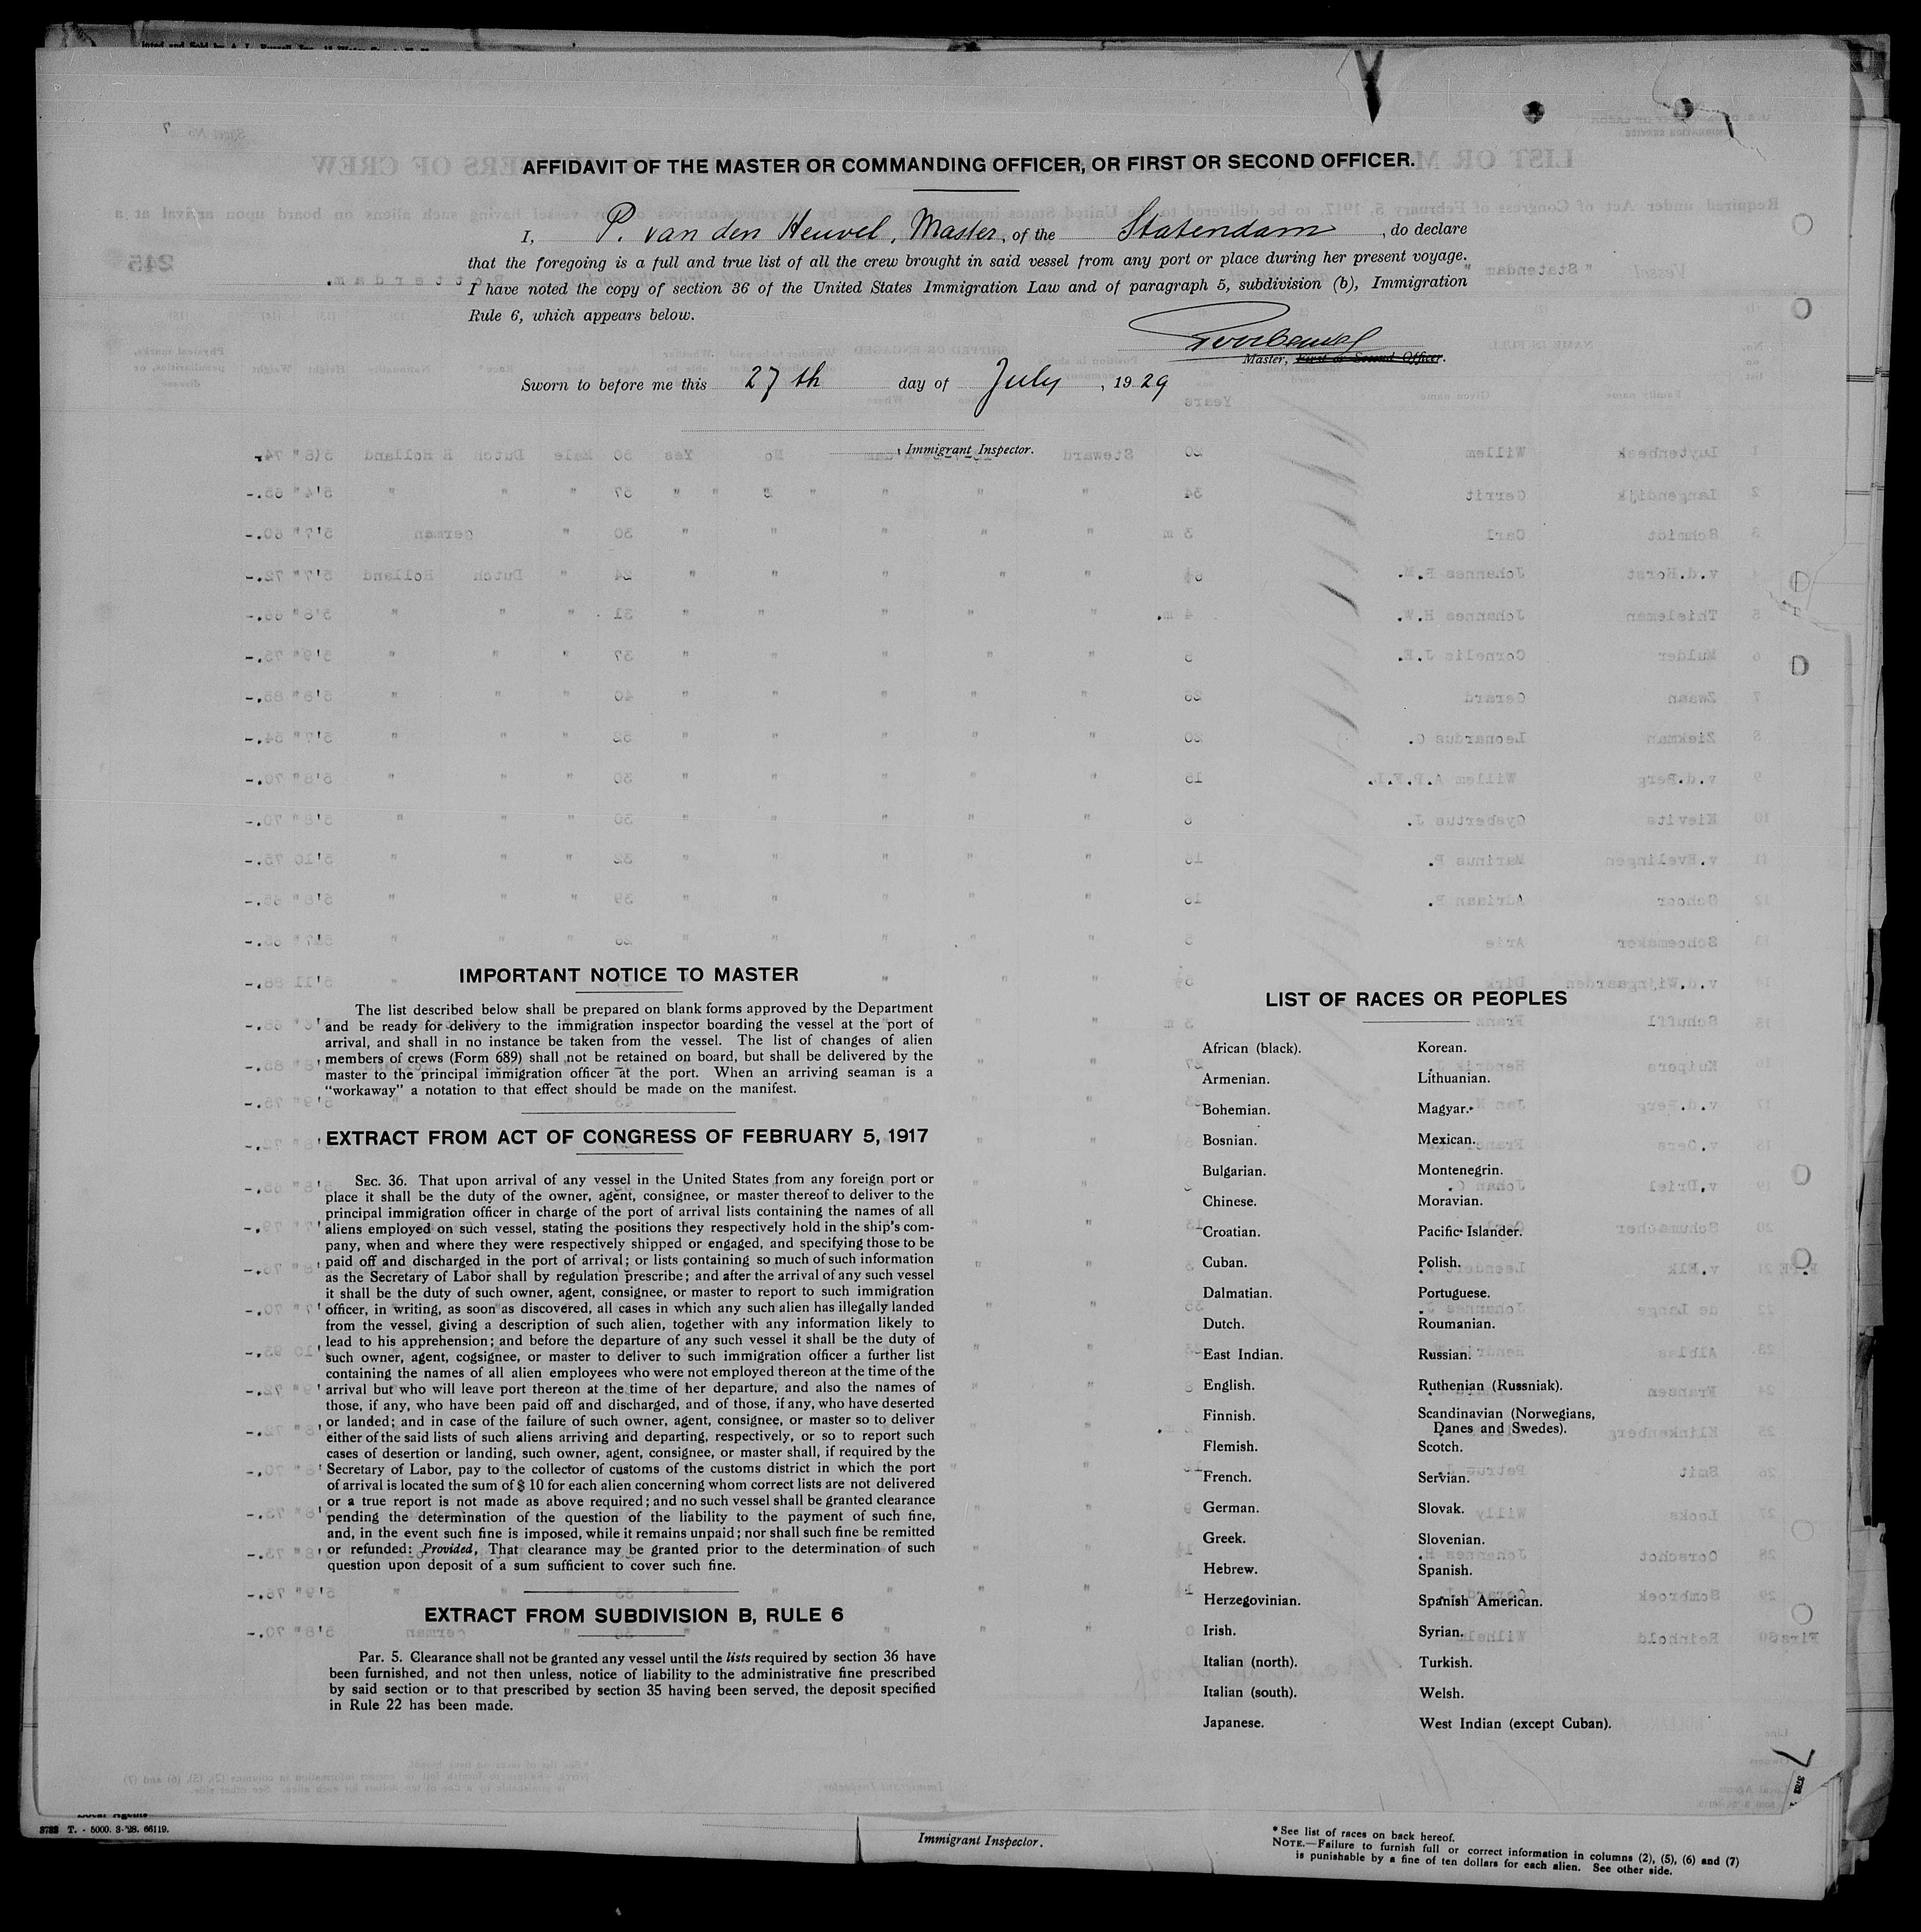 AFFIDAVIT OF THE MASTER OR COMMANDING OFFICER, OR FIRST OR SECOND OFFICER.
I, P. van den Heuvel, Master, of the Statendam, do declare
that the foregoing is a full and true list of all the crew brought in said vessel from any port or place during her present voyage.
I have noted the copy of section 36 of the United States Immigration Law and of paragraph 5, subdivision (b), Immigration
Rule 6, which appears below.
Master, First or Second Officer.
Sworn to before me this 27th day of July, 1929
, Immigrant Inspector.
IMPORTANT NOTICE TO MASTER
The list described below shall be prepared on blank forms approved by the Department
and be ready for delivery to the immigration inspector boarding the vessel at the port of
arrival, and shall in no instance be taken from the vessel. The list of changes of alien
members of crews (Form 689) shall not be retained on board, but shall be delivered by the
master to the principal immigration officer at the port. When an arriving seaman is a
“workaway” a notation to that effect should be made on the manifest.
EXTRACT FROM ACT OF CONGRESS OF FEBRUARY 5, 1917
SEC. 36. That upon arrival of any vessel in the United States from any foreign port or
place it shall be the duty of the owner, agent, consignee, or master thereof to deliver to the
principal immigration officer in charge of the port of arrival lists containing the names of all
aliens employed on such vessel, stating the positions they respectively hold in the ship's com-
pany, when and where they were respectively shipped or engaged, and specifying those to be
paid off and discharged in the port of arrival; or lists containing so much of such information
as the Secretary of Labor shall by regulation prescribe; and after the arrival of any such vessel
it shall be the duty of such owner, agent, consignee, or master to report to such immigration
officer, in writing, as soon as discovered, all cases in which any such alien has illegally landed
from the vessel, giving a description of such alien, together with any information likely to
lead to his apprehension; and before the departure of any such vessel it shall be the duty of
such owner, agent, cogsignee, or master to deliver to such immigration officer a further list
containing the names of all alien employees who were not employed thereon at the time of the
arrival but who will leave port thereon at the time of her departure, and also the names of
those, if any, who have been paid off and discharged, and of those, if any, who have deserted
or landed; and in case of the failure of such owner, agent, consignee, or master so to deliver
either of the said lists of such aliens arriving and departing, respectively, or so to report such
cases of desertion or landing, such owner, agent, consignee, or master shall, if required by the
Secretary of Labor, pay to the collector of customs of the customs district in which the port
of arrival is located the sum of $ 10 for each alien concerning whom correct lists are not delivered
or a true report is not made as above required; and no such vessel shall be granted clearance
pending the determination of the question of the liability to the payment of such fine,
and, in the event such fine is imposed, while it remains unpaid; nor shall such fine be remitted
or refunded: Provided, That clearance may be granted prior to the determination of such
question upon deposit of a sum sufficient to cover such fine.
EXTRACT FROM SUBDIVISION B, RULE 6
Par. 5. Clearance shall not be granted any vessel until the lists required by section 36 have
been furnished, and not then unless, notice of liability to the administrative fine prescribed
by said section or to that prescribed by section 35 having been served, the deposit specified
in Rule 22 has been made.
LIST OF RACES OR PEOPLES
African (black).
Armenian.
Bohemian.
Bosnian.
Bulgarian.
Chinese.
Croatian.
Cuban.
Dalmatian.
Dutch.
East Indian.
English.
Finnish.
Flemish.
French.
German.
Greek.
Hebrew.
Herzegovinian.
Irish.
Italian (north).
Italian (south).
Japanese.
Korean.
Lithuanian.
Magyar.
Mexican.
Montenegrin.
Moravian.
Pacific Islander.
Polish.
Portuguese.
Roumanian.
Russian.
Ruthenian (Russniak).
Scandinavian (Norwegians,
Danes and Swedes).
Scotch.
Servian.
Slovak.
Slovenian.
Spanish.
Spanish American.
Syrian.
Turkish.
Welsh.
West Indian (except Cuban).
7
Local Agents
3782 T. - 5000. 3-'28. 66119.
Immigrant Inspector.
* See list of races on back hereof.
NOTE.—Failure to furnish full or correct information in columns (2), (5), (6) and (7)
is punishable by a fine of ten dollars for each alien. See other side.